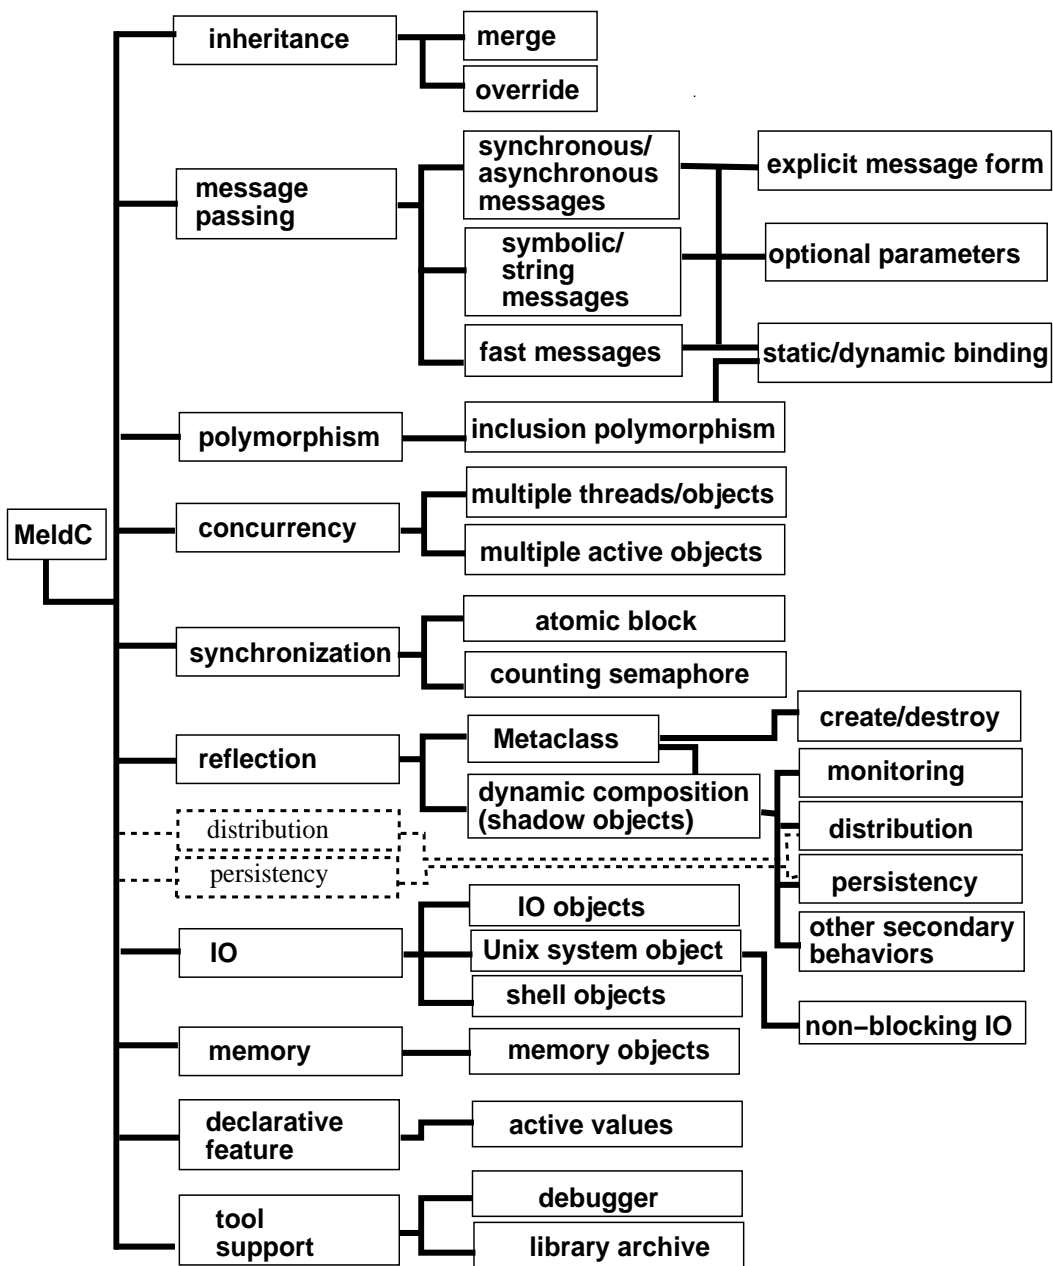 inheritance
merge
override
message
passing
synchronous/
asynchronous
messages
explicit message form
symbolic/
string
messages
optional parameters
fast messages
static/dynamic binding
polymorphism
inclusion polymorphism
MeldC
concurrency
multiple threads/objects
multiple active objects
synchronization
atomic block
counting semaphore
reflection
Metaclass
create/destroy
dynamic composition
(shadow objects)
monitoring
distribution
distribution
persistency
persistency
other secondary
behaviors
IO
IO objects
Unix system object
shell objects
non−blocking IO
memory
memory objects
declarative
feature
active values
tool
support
debugger
library archive